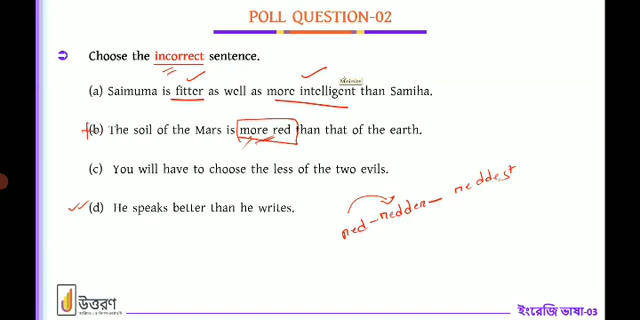 POLL QUESTION-02
Choose the incorrect sentence.
(a) Saimuma is fitter as well as more intelligent than Samiha.
(b) The soil of the Mars is more red than that of the earth.
(c) You will have to choose the less of the two evils.
(d) He speaks better than he writes.
red - redder - reddest
উত্তরণ
ইংরেজি ভাষা-03